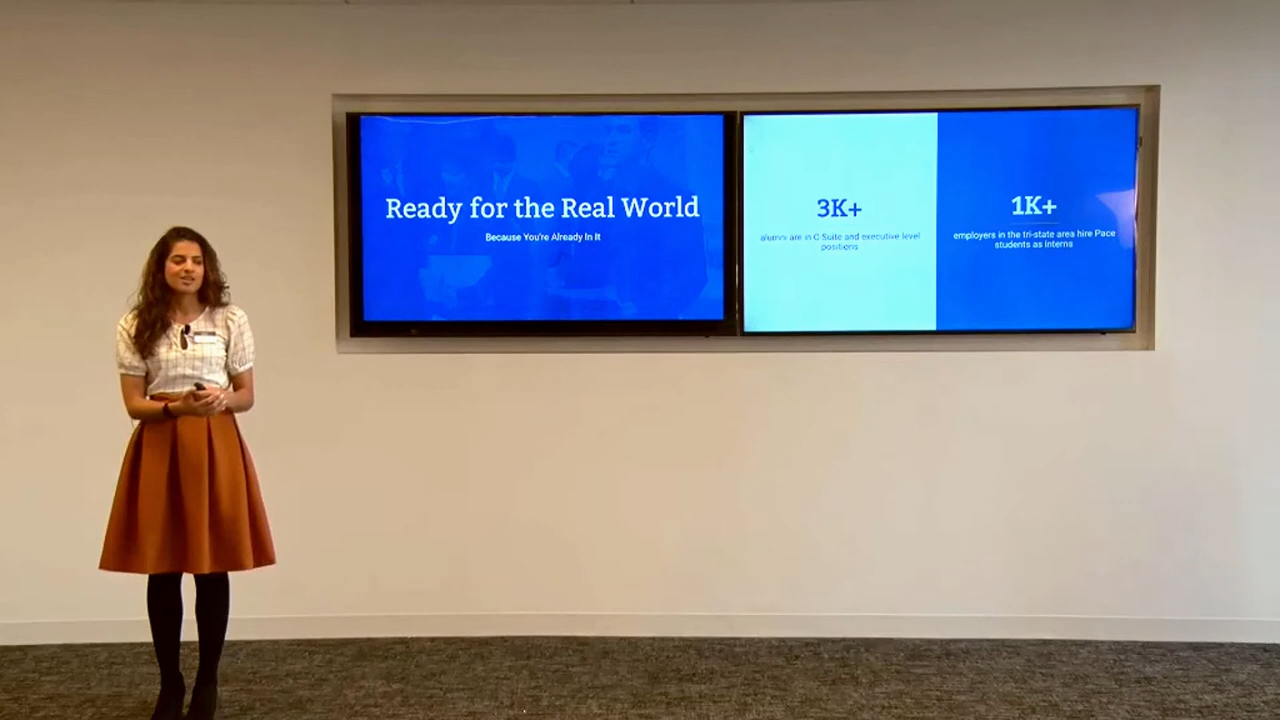 Ready for the Real World
Because You're Already In It
3K+
alumni are in C-Suite and executive level
positions
1K+
employers in the tri-state area hire Pace
students as interns